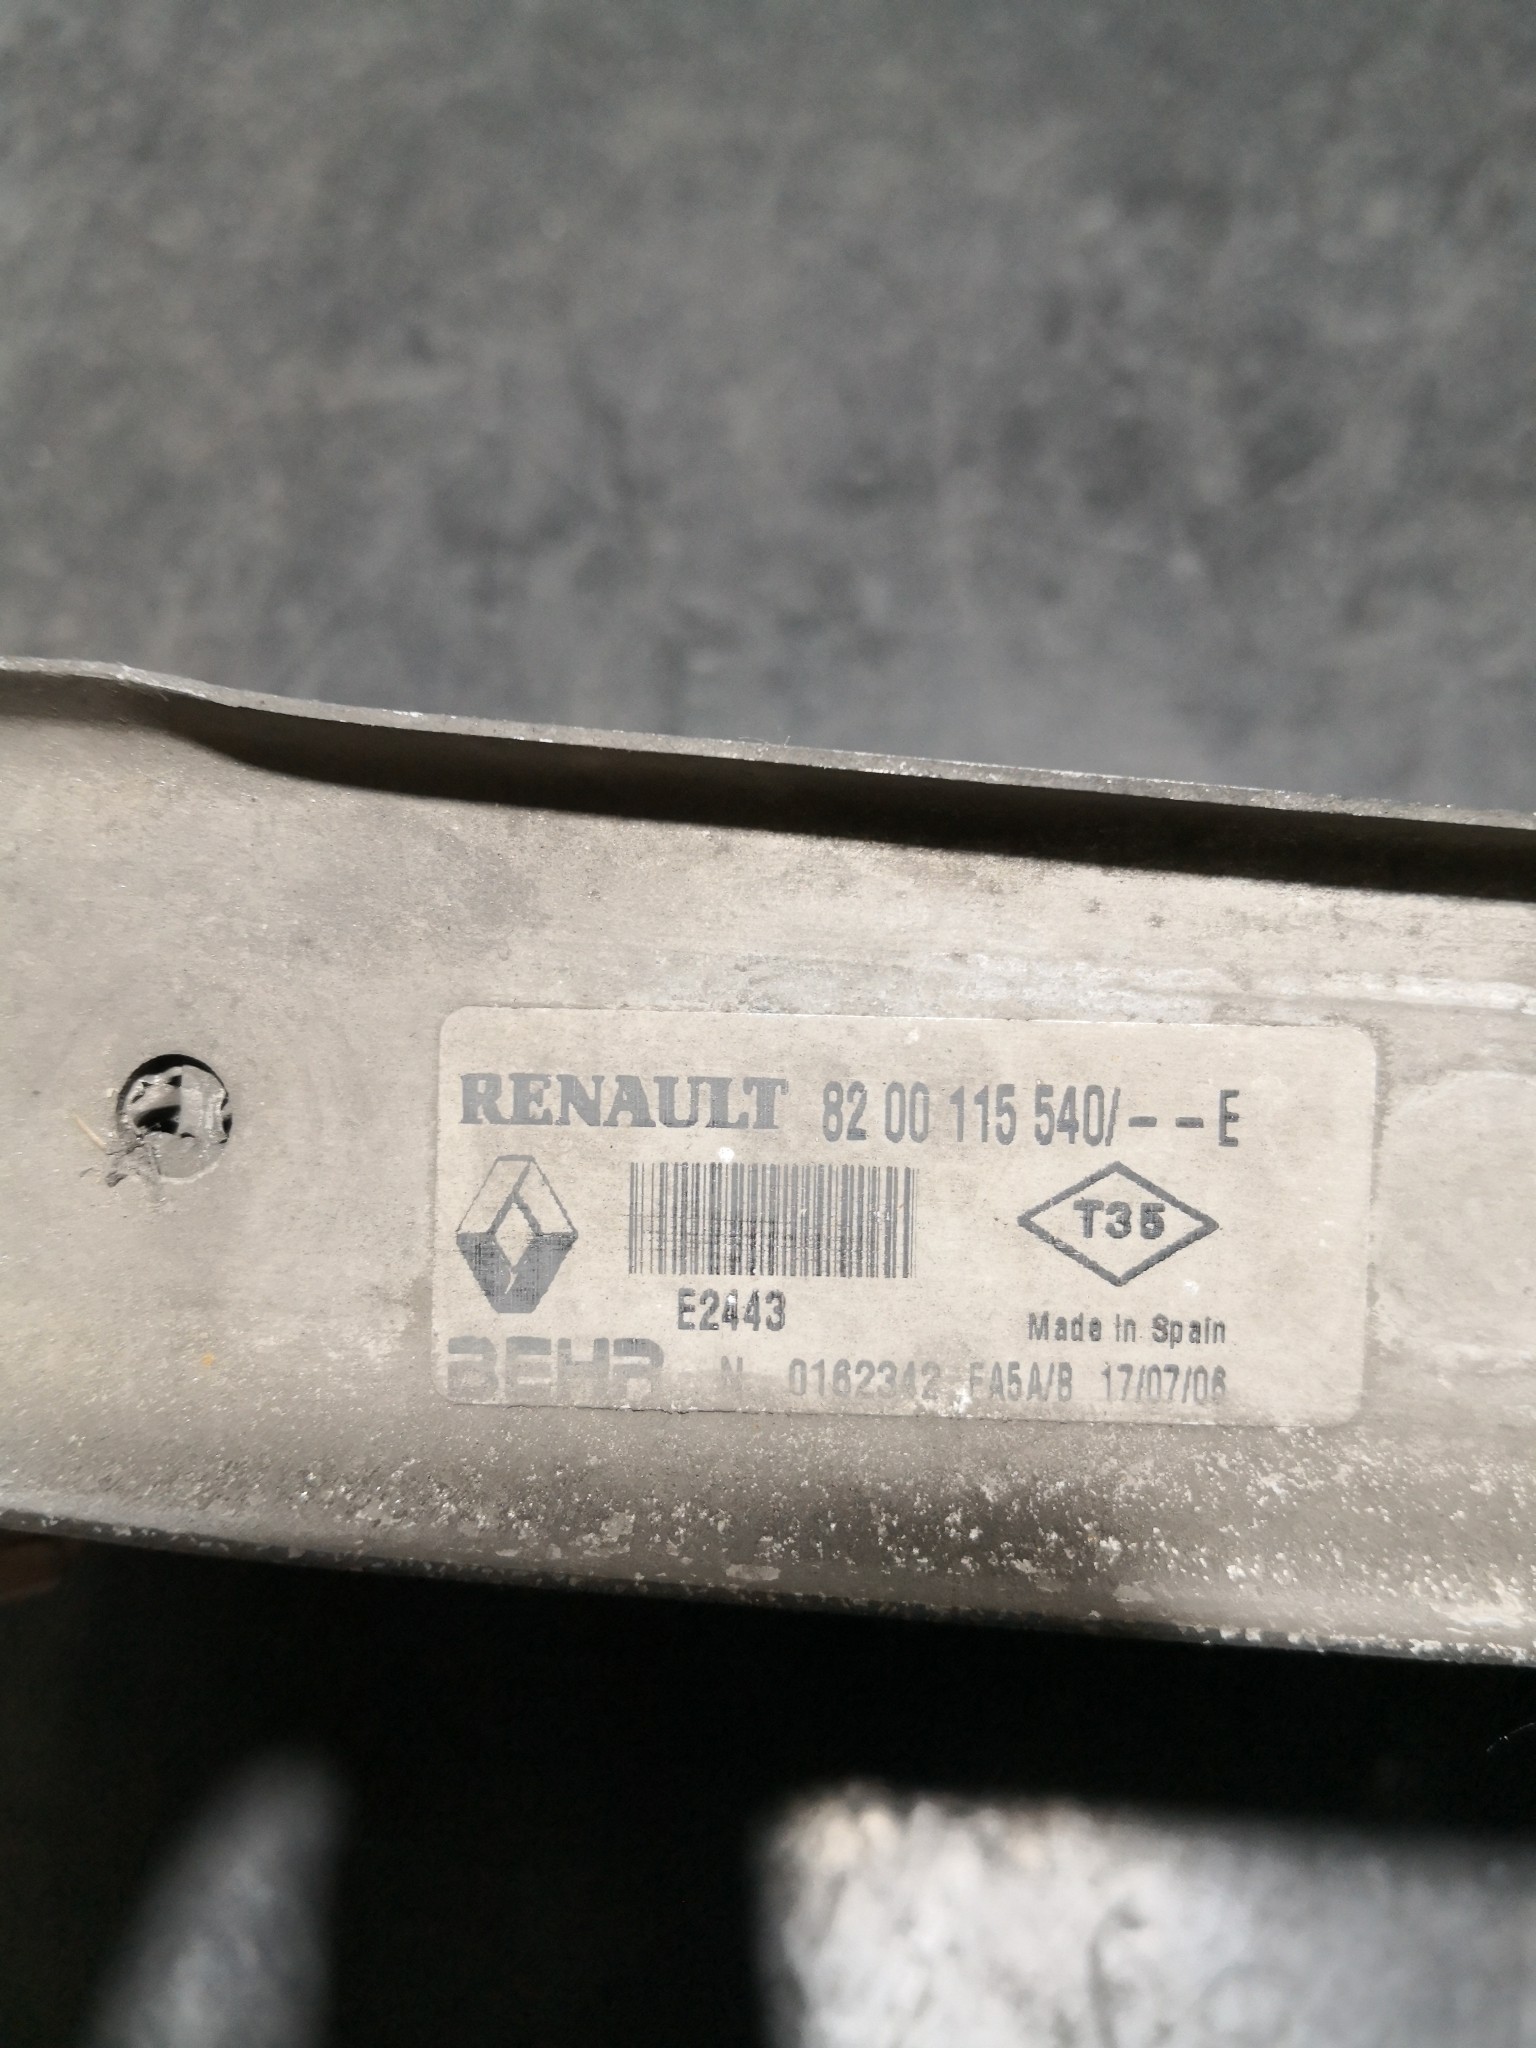 RENAULT 82 00 115 540/--E
T35
E2443
Made in Spain
BEHR N 0162342 EA5A/B 17/07/06